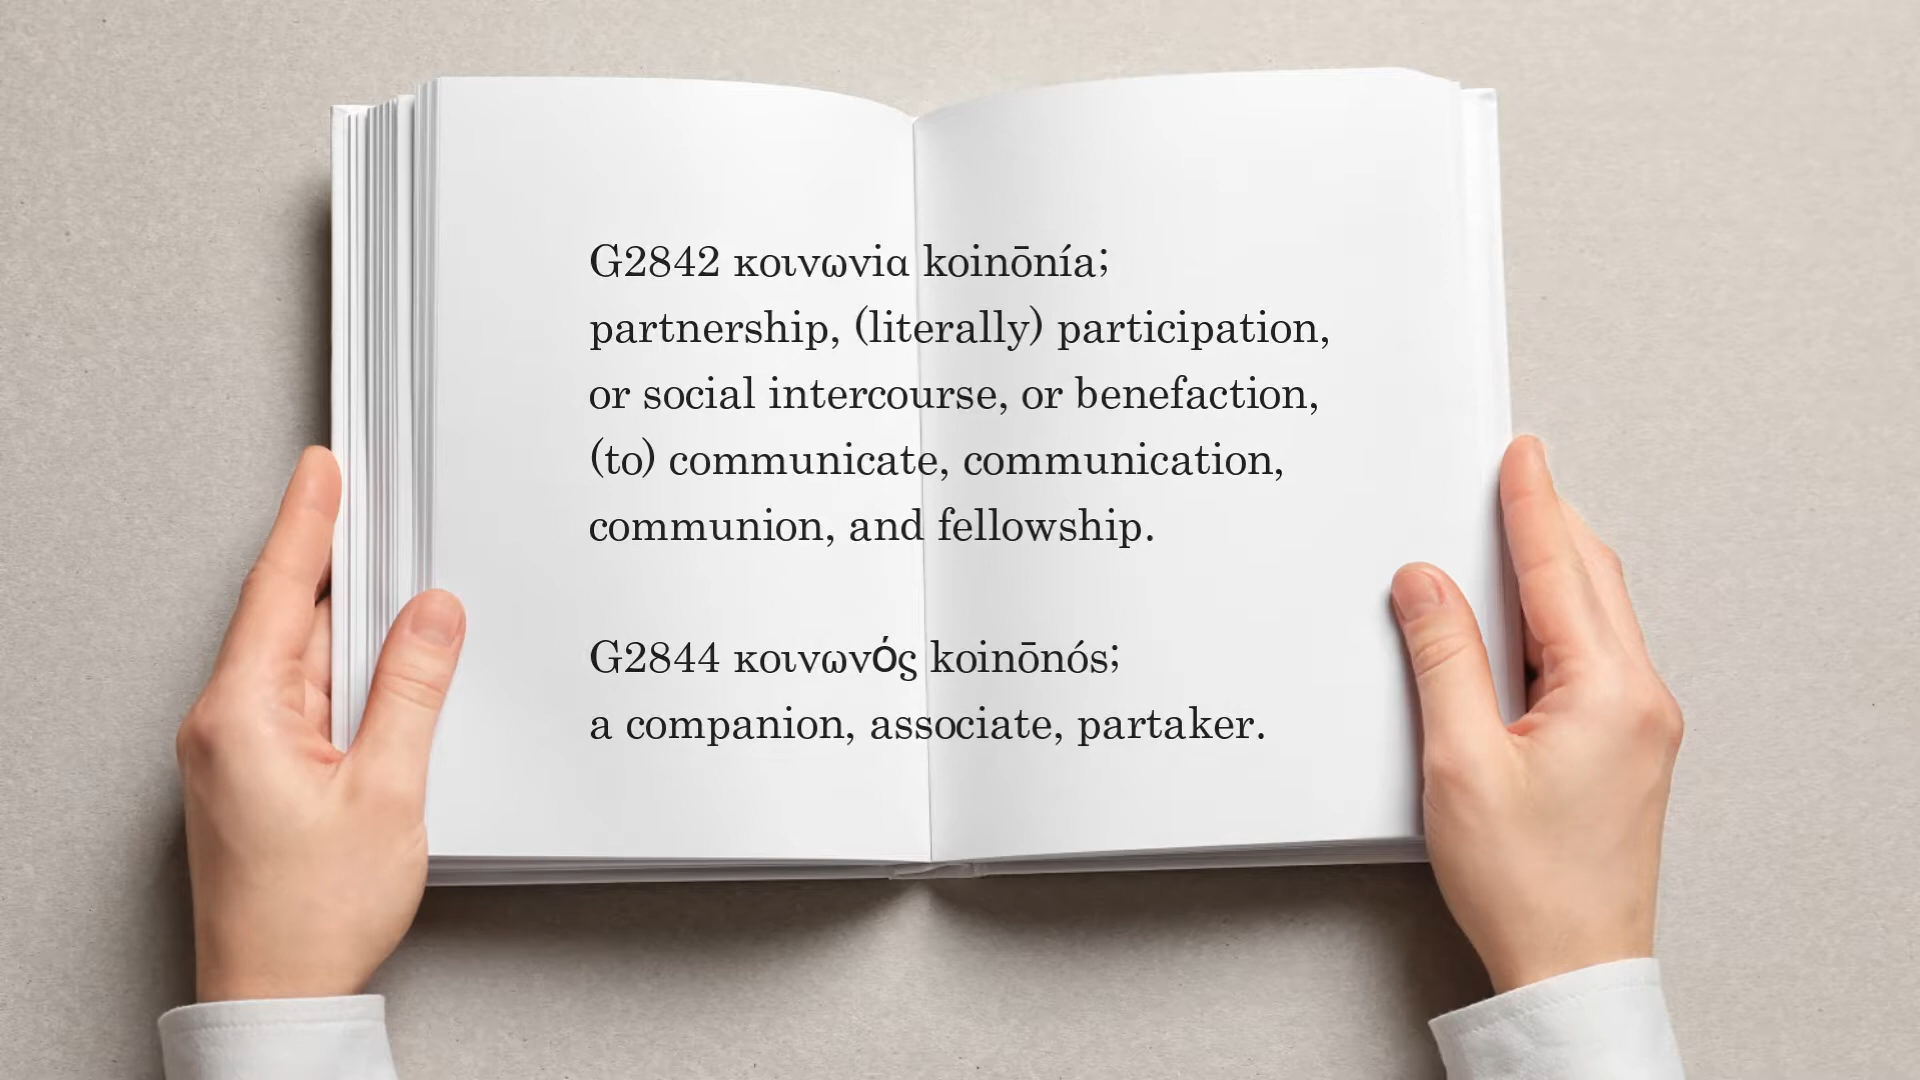 G2842 κοινωνια koinōnía;
partnership, (literally) participation,
or social intercourse, or benefaction,
(to) communicate, communication,
communion, and fellowship.
G2844 κοινωνός koinōnós;
a companion, associate, partaker.